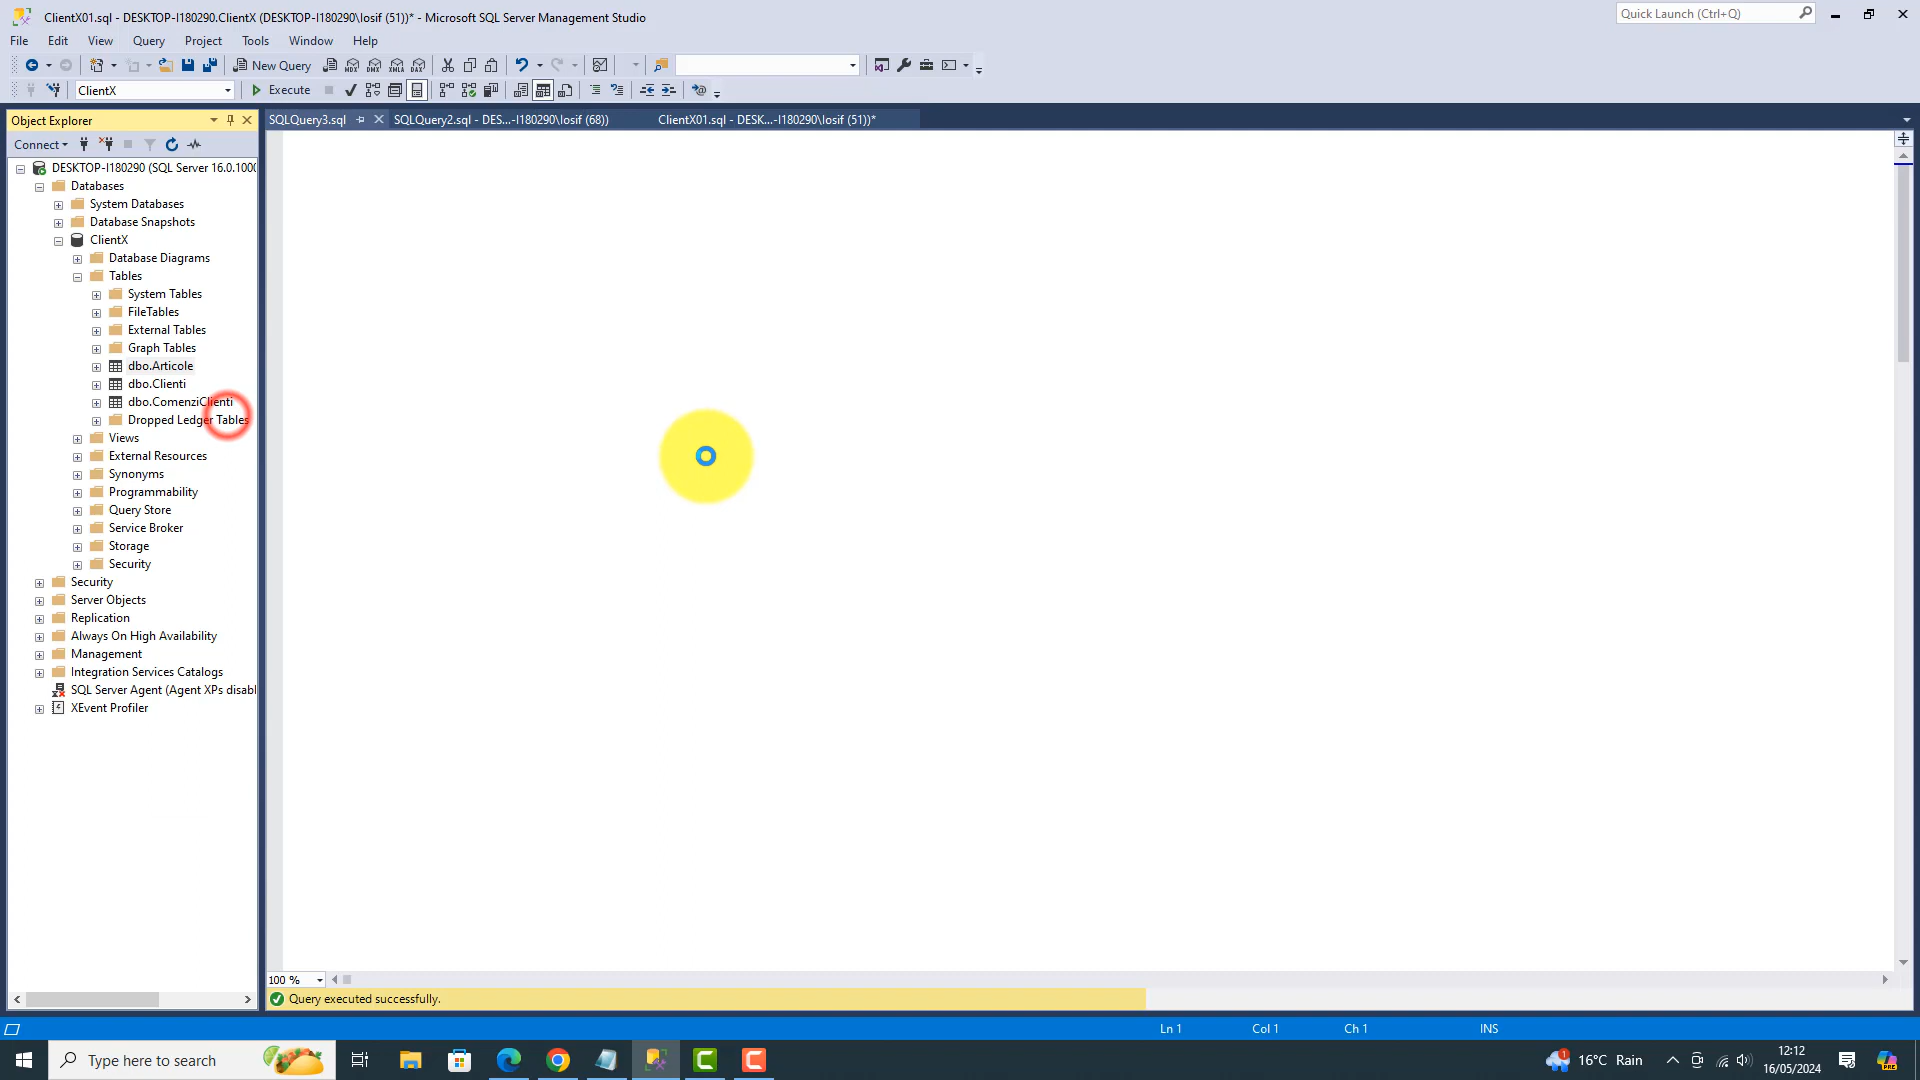 ClientX01.sql - DESKTOP-I180290.ClientX (DESKTOP-I180290\Iosif (51))* - Microsoft SQL Server Management Studio
Quick Launch (Ctrl+Q)
File Edit View Query Project Tools Window Help
New Query
ClientX Execute
Object Explorer
SQLQuery3.sql SQLQuery2.sql - DES...-I180290\Iosif (68)) ClientX01.sql - DESK...-I180290\Iosif (51))*
Connect
DESKTOP-I180290 (SQL Server 16.0.1000
Databases
System Databases
Database Snapshots
ClientX
Database Diagrams
Tables
System Tables
FileTables
External Tables
Graph Tables
dbo.Articole
dbo.Clienti
dbo.ComenziClienti
Dropped Ledger Tables
Views
External Resources
Synonyms
Programmability
Query Store
Service Broker
Storage
Security
Security
Server Objects
Replication
Always On High Availability
Management
Integration Services Catalogs
SQL Server Agent (Agent XPs disabl
XEvent Profiler
100 %
Query executed successfully.
Ln 1 Col 1 Ch 1 INS
Type here to search
16°C Rain
12:12
16/05/2024